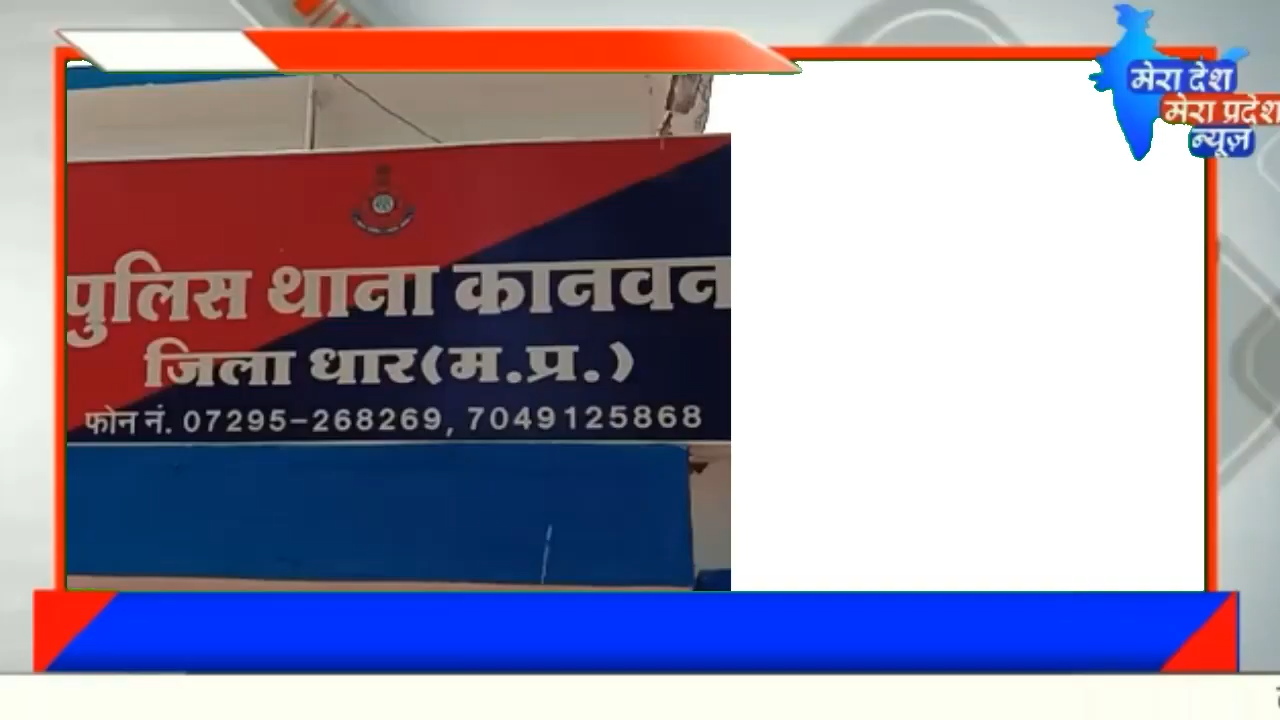 मेरा देश
मेरा प्रदेश
न्यूज़
पुलिस थाना कानवन
जिला धार(म.प्र.)
फोन नं. 07295-268269, 7049125868